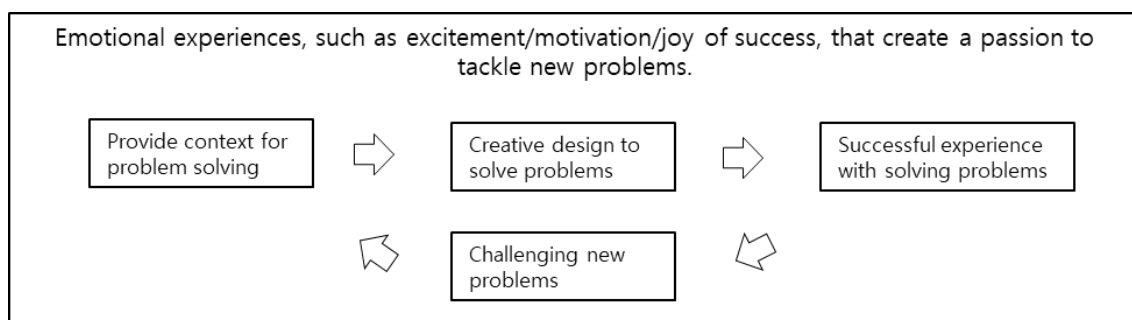 Emotional experiences, such as excitement/motivation/joy of success, that create a passion to
tackle new problems.
Provide context for
problem solving
Creative design to
solve problems
Successful experience
with solving problems
Challenging new
problems